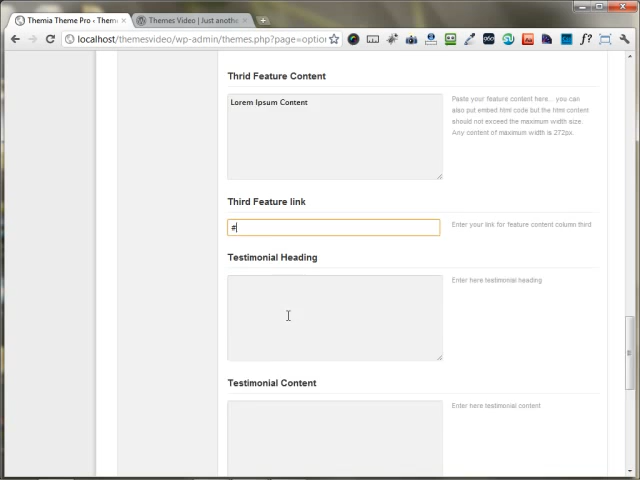 Themia Theme Pro ‹ Them
Themes Video | Just anoth
localhost/themesvideo/wp-admin/themes.php?page=option
Thrid Feature Content
Lorem Ipsum Content
Paste your feature content here... you can
also put embed html code but the html content
should not exceed the maximum width size.
Any content of maximum width is 272px.
Third Feature link
#
Enter your link for feature content column third
Testimonial Heading
Enter here testimonial heading
Testimonial Content
Enter here testimonial content